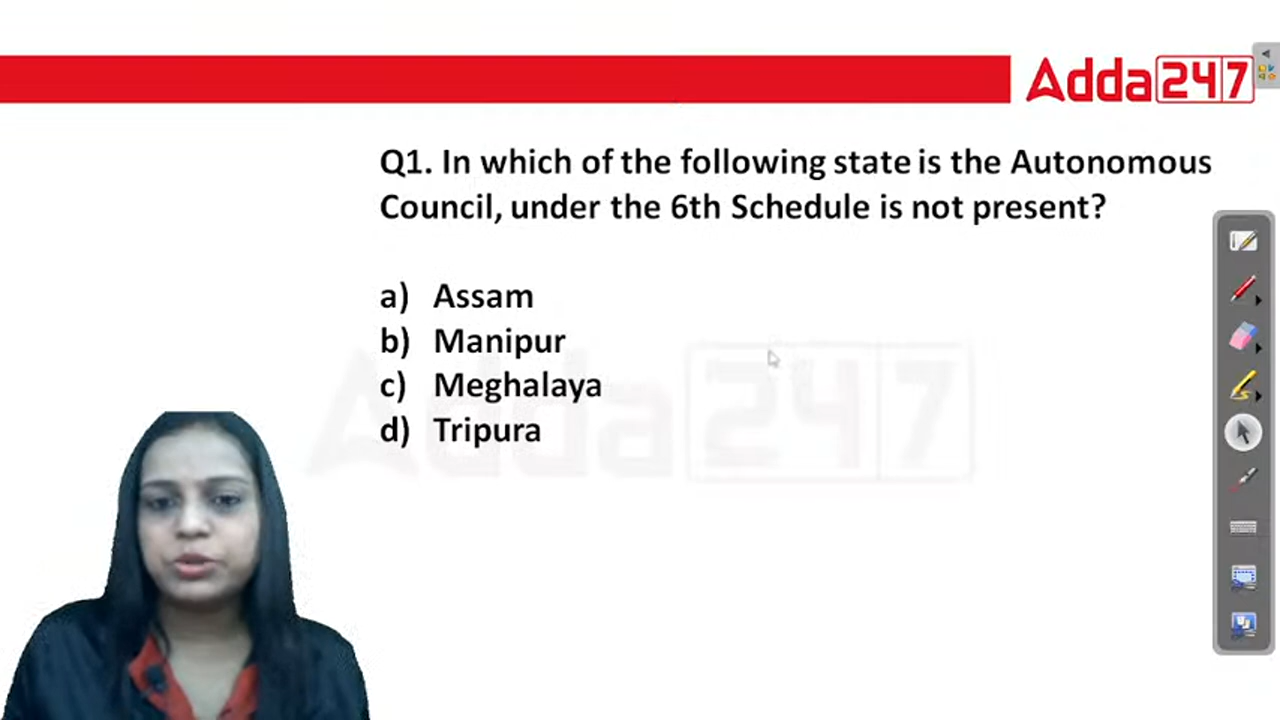 Adda247
Q1. In which of the following state is the Autonomous
Council, under the 6th Schedule is not present?
a) Assam
b) Manipur
c) Meghalaya
d) Tripura
Adda247